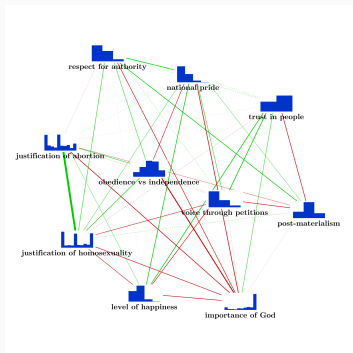 respect for authority
national pride
trust in people
justification of abortion
obedience vs independence
voice through petitions
post-materialism
justification of homosexuality
level of happiness
importance of God